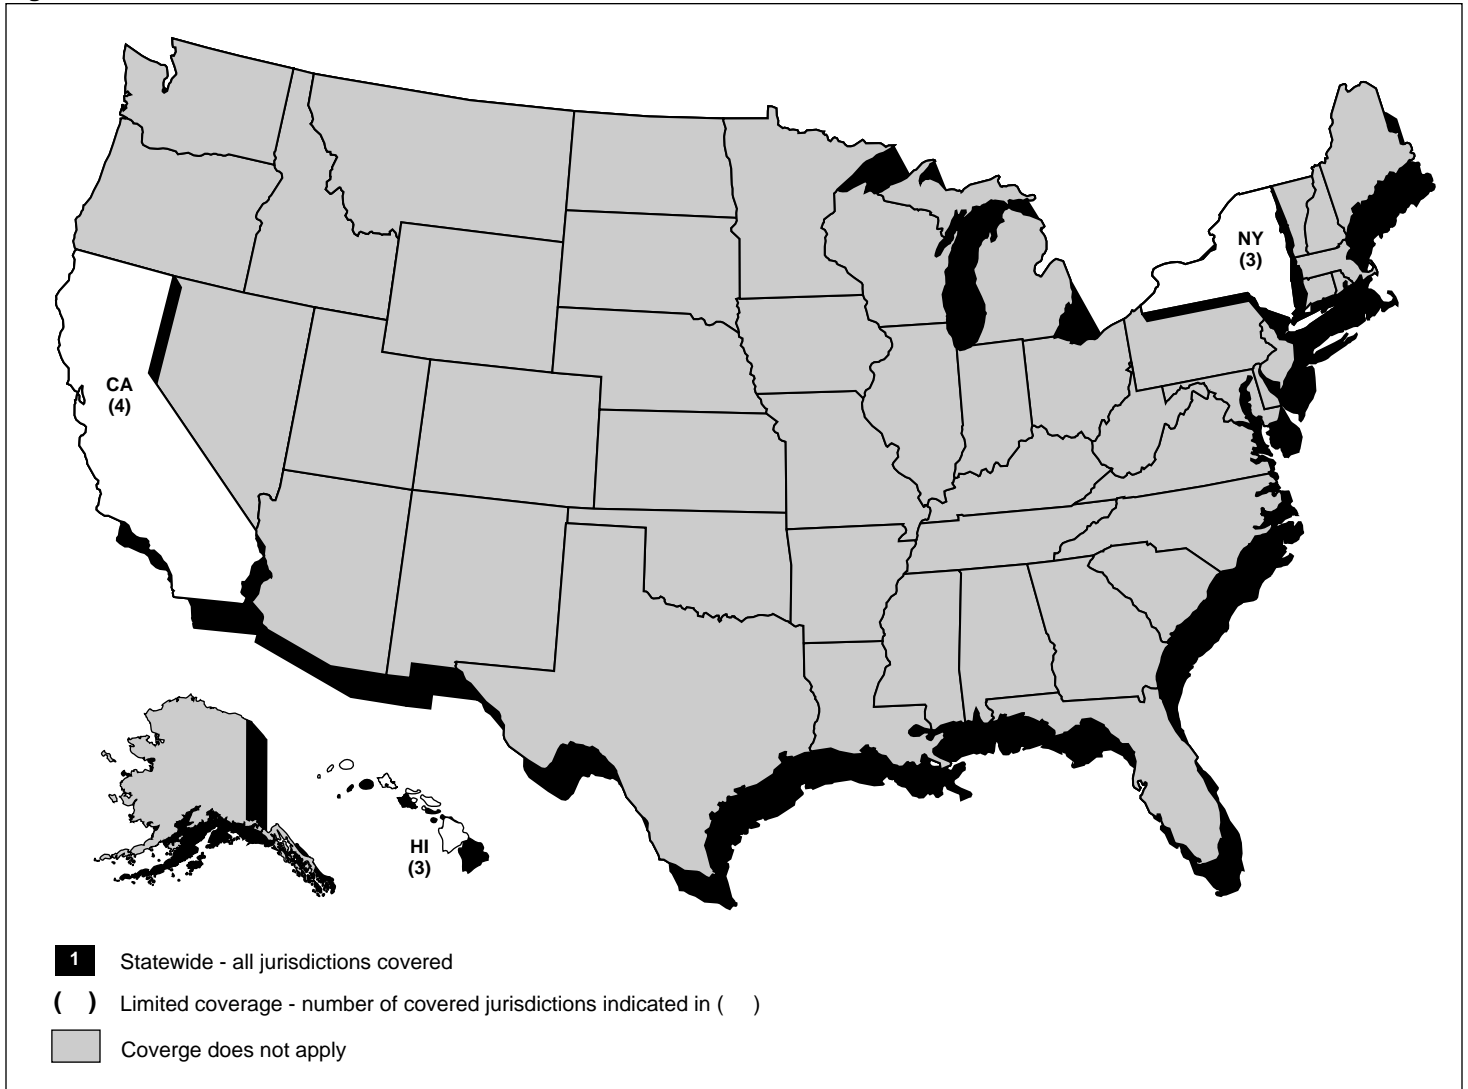 NY
(3)
CA
(4)
HI
(3)
1 Statewide - all jurisdictions covered
( ) Limited coverage - number of covered jurisdictions indicated in ( )
Coverge does not apply